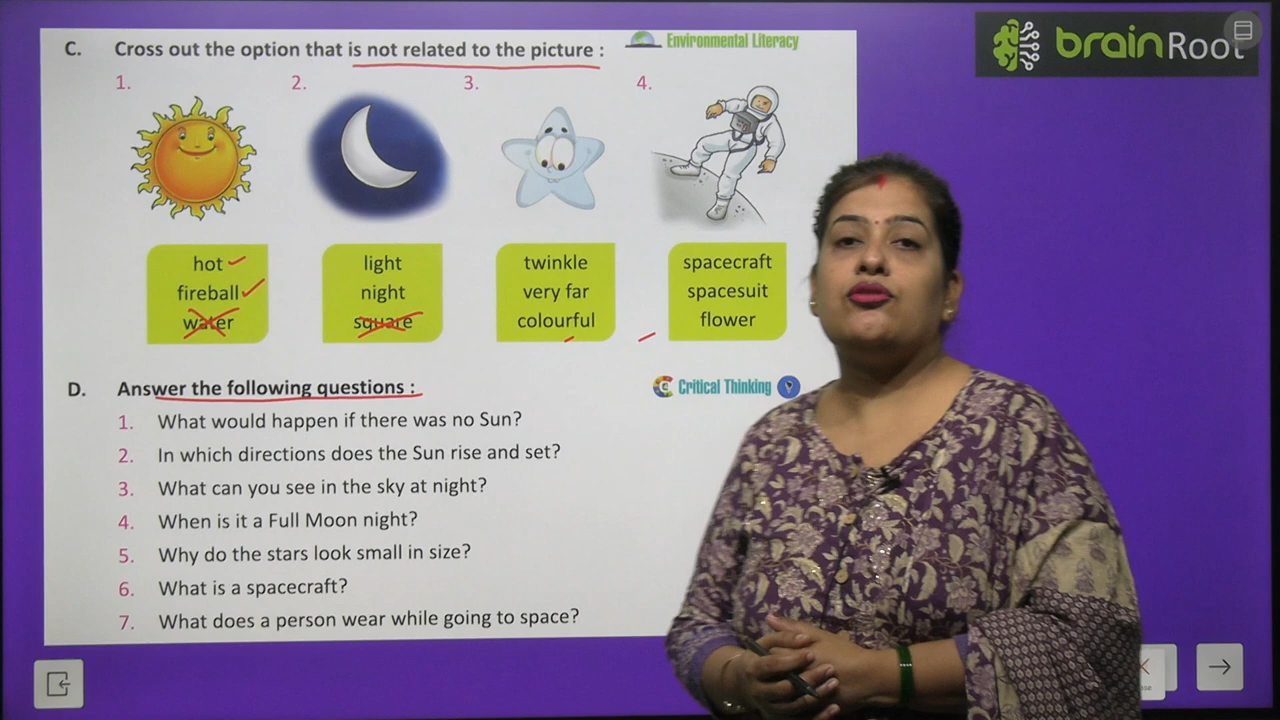 C. Cross out the option that is not related to the picture :
Environmental Literacy
brainRoot
1. 2. 3. 4.
hot
fireball
water
light
night
square
twinkle
very far
colourful
spacecraft
spacesuit
flower
D. Answer the following questions :
Critical Thinking
1. What would happen if there was no Sun?
2. In which directions does the Sun rise and set?
3. What can you see in the sky at night?
4. When is it a Full Moon night?
5. Why do the stars look small in size?
6. What is a spacecraft?
7. What does a person wear while going to space?